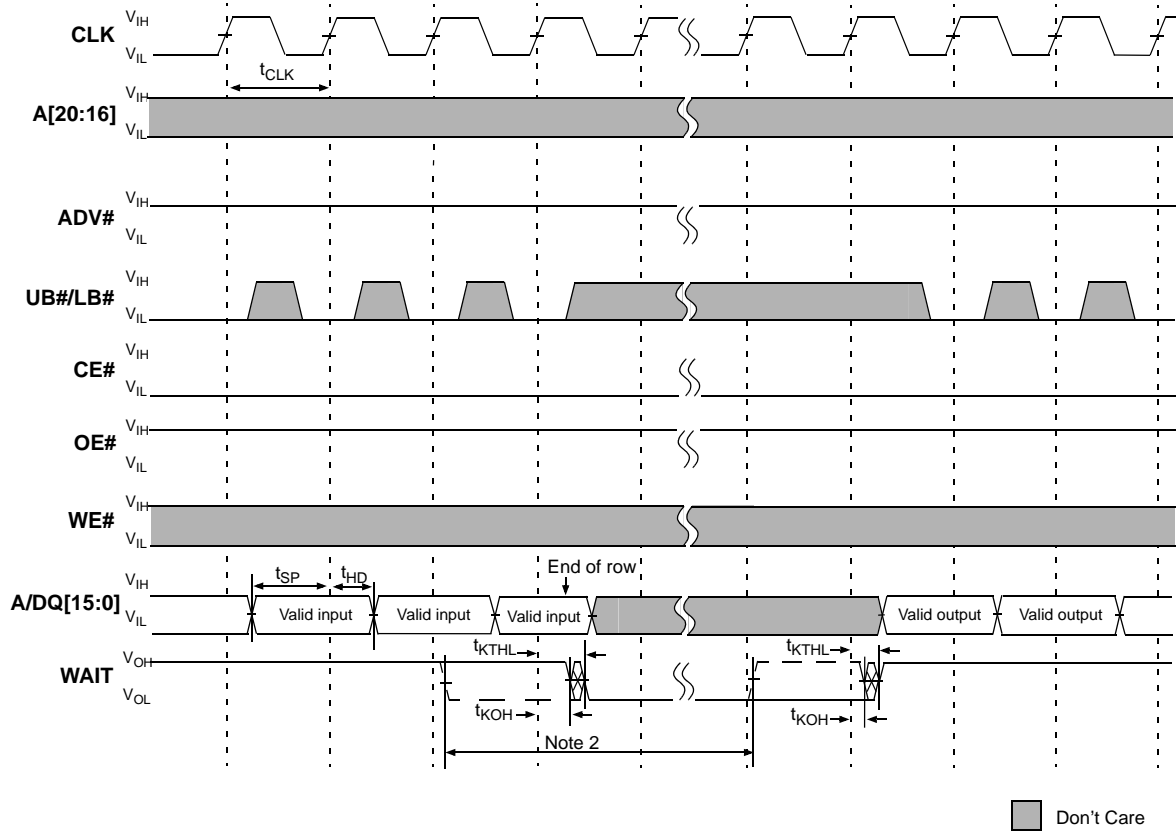 CLK
VIH
VIL
tCLK
A[20:16]
VIH
VIL
ADV#
VIH
VIL
UB#/LB#
VIH
VIL
CE#
VIH
VIL
OE#
VIH
VIL
WE#
VIH
VIL
A/DQ[15:0]
VIH
VIL
tSP
tHD
End of row
Valid input
Valid input
Valid input
Valid output
Valid output
WAIT
VOH
VOL
tKTHL
tKTHL
tKOH
tKOH
Note 2
Don't Care